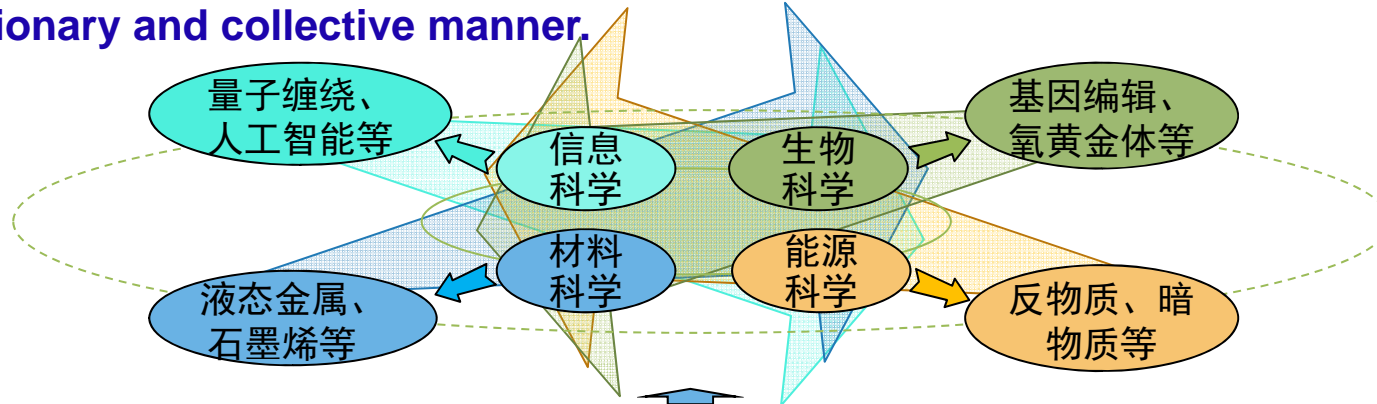 ionary and collective manner.
量子缠绕、
人工智能等
基因编辑、
氧黄金体等
信息
科学
生物
科学
材料
科学
能源
科学
液态金属、
石墨烯等
反物质、暗
物质等